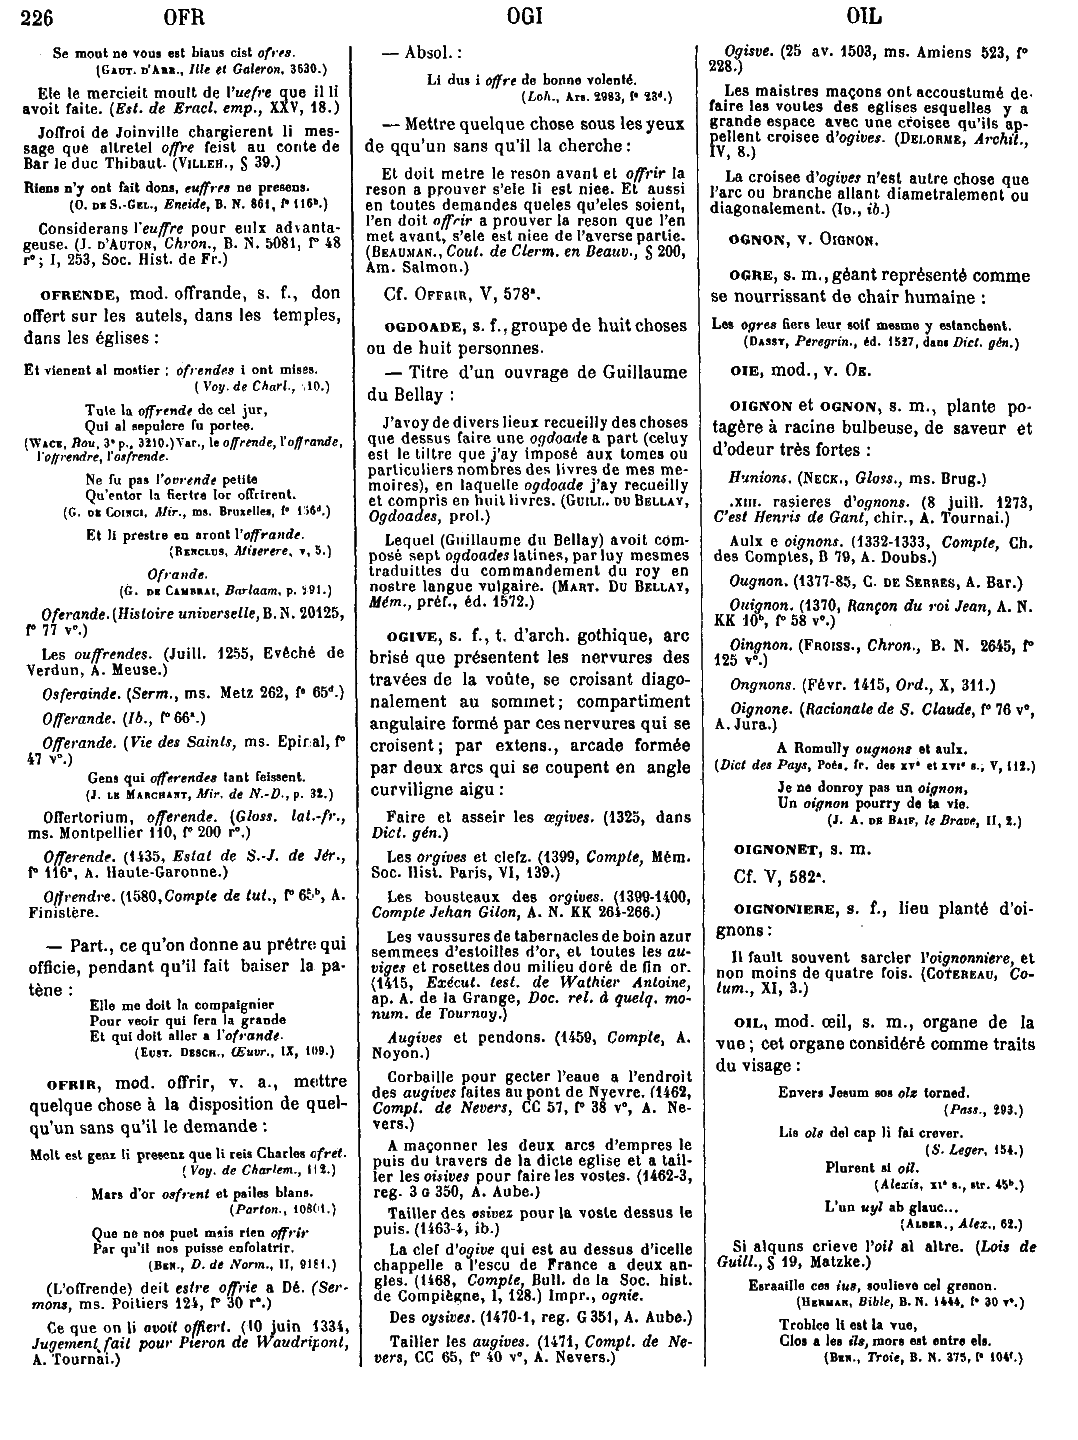 226 OFR OGI OIL
Se mout ne vous est biaus cist ofres.
(GAUT. D'ARR., Ille et Galeron, 3630.)
Ele le mercieit moult de l'uefre que il li
avoit faite. (Est. de Eracl. emp., XXV, 18.)
Joffroi de Joinville chargierent li mes-
sage que altretel offre feist au conte de
Bar le duc Thibaut. (VILLEH., § 39.)
Riens n'y ont fait dons, euffres ne presens.
(O. DE S.-GEL., Eneide, B. N. 861, f° 116b.)
Considerans l'euffre pour eulx advanta-
geuse. (J. D'AUTON, Chron., B. N. 5081, f° 48
r°; I, 253, Soc. Hist. de Fr.)
OFRENDE, mod. offrande, s. f., don
offert sur les autels, dans les temples,
dans les églises :
Et vienent al mostier ; ofrendes i ont mises.
(Voy. de Charl., 10.)
Tute la offrende de cel jur,
Qui al sepulcre fu portee.
(WACE, Rou, 3e p., 3210.) Var., le offrende, l'offrande,
l'offrendre, l'osfrende.
Ne fu pas l'ovrende petite
Qu'entor la fiertre lor offrirent.
(G. DE COINCI, Mir., ms. Bruxelles, f° 156d.)
Et li prestre en aront l'offrande.
(RENCLUS, Miserere, V, 5.)
Ofrande.
(G. DE CAMBRAI, Barlaam, p. 291.)
Oferande. (Histoire universelle, B. N. 20125,
f° 77 v°.)
Les ouffrendes. (Juill. 1255, Evêché de
Verdun, A. Meuse.)
Osferainde. (Serm., ms. Metz 262, f° 65d.)
Offerande. (Ib., f° 66a.)
Offerande. (Vie des Saints, ms. Epinal, f°
47 v°.)
Gens qui offerendes tant feissent.
(J. LE MARCHANT, Mir. de N.-D., p. 32.)
Offertorium, offerende. (Gloss. lat.-fr.,
ms. Montpellier 110, f° 200 r°.)
Offerende. (1435, Estat de S.-J. de Jér.,
f° 116a, A. Haute-Garonne.)
Offrendre. (1580, Compte de tut., f° 65b, A.
Finistère.
— Part., ce qu'on donne au prêtre qui
officie, pendant qu'il fait baiser la pa-
tène :
Elle me doit la compaignier
Pour veoir qui fera la grande
Et qui doit aller a l'ofrande.
(EUST. DESCH., Œuvr., IX, 109.)
OFRIR, mod. offrir, v. a., mettre
quelque chose à la disposition de quel-
qu'un sans qu'il le demande :
Molt est genz li presenz que li reis Charles ofret.
(Voy. de Charlem., 112.)
Mars d'or osfrent et pailes blans.
(Parton., 10801.)
Que ne nos puet mais rien offrir
Par qu'il nos puisse enfolatrir.
(BEN., D. de Norm., II, 9181.)
(L'offrende) deit estre offrie a Dé. (Ser-
mons, ms. Poitiers 124, f° 30 r°.)
Ce que on li avoit offiert. (10 juin 1334,
Jugement fait pour Pieron de Waudripont,
A. Tournai.)
— Absol. :
Li dus i offre de bonne volenté.
(Loh., Ars. 2983, f° 23d.)
— Mettre quelque chose sous les yeux
de qqu'un sans qu'il la cherche :
Et doit metre le reson avant et offrir la
reson a prouver s'ele li est niee. Et aussi
en toutes demandes queles qu'eles soient,
l'en doit offrir a prouver la reson que l'en
met avant, s'ele est niee de l'averse partie.
(BEAUMAN., Cout. de Clerm. en Beauv., § 200,
Am. Salmon.)
Cf. OFFRIR, V, 578a.
OGDOADE, s. f., groupe de huit choses
ou de huit personnes.
— Titre d'un ouvrage de Guillaume
du Bellay :
J'avoy de divers lieux recueilly des choses
que dessus faire une ogdoade a part (celuy
est le tiltre que j'ay imposé aux tomes ou
particuliers nombres des livres de mes me-
moires), en laquelle ogdoade j'ay recueilly
et compris en huit livres. (GUILL. DU BELLAY,
Ogdoades, prol.)
Lequel (Guillaume du Bellay) avoit com-
posé sept ogdoades latines, par luy mesmes
traduittes du commandement du roy en
nostre langue vulgaire. (MART. DU BELLAY,
Mém., préf., éd. 1572.)
OGIVE, s. f., t. d'arch. gothique, arc
brisé que présentent les nervures des
travées de la voûte, se croisant diago-
nalement au sommet ; compartiment
angulaire formé par ces nervures qui se
croisent ; par extens., arcade formée
par deux arcs qui se coupent en angle
curviligne aigu :
Faire et asseir les œgives. (1325, dans
Dict. gén.)
Les orgives et clefz. (1399, Compte, Mém.
Soc. Hist. Paris, VI, 139.)
Les bousteaux des orgives. (1399-1400,
Compte Jehan Gilon, A. N. KK 264-266.)
Les vaussures de tabernacles de boin azur
semmees d'estoilles d'or, et toutes les au-
viges et rosettes dou milieu doré de fin or.
(1415, Exécut. test. de Wathier Antoine,
ap. A. de la Grange, Doc. rel. à quelq. mo-
num. de Tournay.)
Augives et pendons. (1459, Compte, A.
Noyon.)
Corbaille pour gecter l'eaue a l'endroit
des augives faites au pont de Nyevre. (1462,
Compt. de Nevers, CC 57, f° 38 v°, A. Ne-
vers.)
A maçonner les deux arcs d'empres le
puis du travers de la dicte eglise et a tail-
ler les oisives pour faire les vostes. (1462-3,
reg. 3 G 350, A. Aube.)
Tailler des osivez pour la voste dessus le
puis. (1463-4, ib.)
La clef d'ogive qui est au dessus d'icelle
chappelle a l'escu de France a deux an-
gles. (1468, Compte, Bull. de la Soc. hist.
de Compiègne, I, 128.) Impr., ognie.
Des oysives. (1470-1, reg. G 351, A. Aube.)
Tailler les augives. (1471, Compt. de Ne-
vers, CC 65, f° 40 v°, A. Nevers.)
Ogisve. (25 av. 1503, ms. Amiens 523, f°
228.)
Les maistres maçons ont accoustumé de
faire les voutes des eglises esquelles y a
grande espace avec une croisee qu'ils ap-
pellent croisee d'ogives. (DELORME, Archit.,
IV, 8.)
La croisee d'ogives n'est autre chose que
l'arc ou branche allant diametralement ou
diagonalement. (ID., ib.)
OGNON, v. OIGNON.
OGRE, s. m., géant représenté comme
se nourrissant de chair humaine :
Les ogres fiers leur soif mesme y estanchent.
(DASSY, Peregrin., éd. 1527, dans Dict. gén.)
OIE, mod., v. OE.
OIGNON et OGNON, s. m., plante po-
tagère à racine bulbeuse, de saveur et
d'odeur très fortes :
Hunions. (NECK., Gloss., ms. Brug.)
.XIII. rasieres d'ognons. (8 juill. 1273,
C'est Henris de Gant, chir., A. Tournai.)
Aulx e oignons. (1332-1333, Compte, Ch.
des Comptes, B 79, A. Doubs.)
Ougnon. (1377-85, C. DE SERRES, A. Bar.)
Ouignon. (1370, Rançon du roi Jean, A. N.
KK 10b, f° 58 v°.)
Oingnon. (FROISS., Chron., B. N. 2645, f°
125 v°.)
Ongnons. (Févr. 1415, Ord., X, 311.)
Oignone. (Racionale de S. Claude, f° 76 v°,
A. Jura.)
A Romully ougnons et aulx.
(Dict des Pays, Poés. fr. des XVe et XVIe s., V, 112.)
Je ne donroy pas un oignon,
Un oignon pourry de ta vie.
(J. A. DE BAIF, le Brave, II, 2.)
OIGNONET, s. m.
Cf. V, 582a.
OIGNONIERE, s. f., lieu planté d'oi-
gnons :
Il fault souvent sarcler l'oignonniere, et
non moins de quatre fois. (COTEREAU, Co-
lum., XI, 3.)
OIL, mod. œil, s. m., organe de la
vue ; cet organe considéré comme traits
du visage :
Envers Jesum sos olz torned.
(Pass., 293.)
Lis ols del cap li fai crever.
(S. Leger, 154.)
Plurent si oil.
(Alexis, XIe s., str. 45b.)
L'un uyl ab glauc...
(ALBER., Alex., 62.)
Si alquns crieve l'oil al altre. (Lois de
Guill., § 19, Matzke.)
Esraaille ces ius, soulieve cel grenon.
(HERMAN, Bible, B. N. 1444, f° 30 v°.)
Troblee li est la vue,
Clos a les ils, mors est entre els.
(BEN., Troie, B. N. 375, f° 104f.)